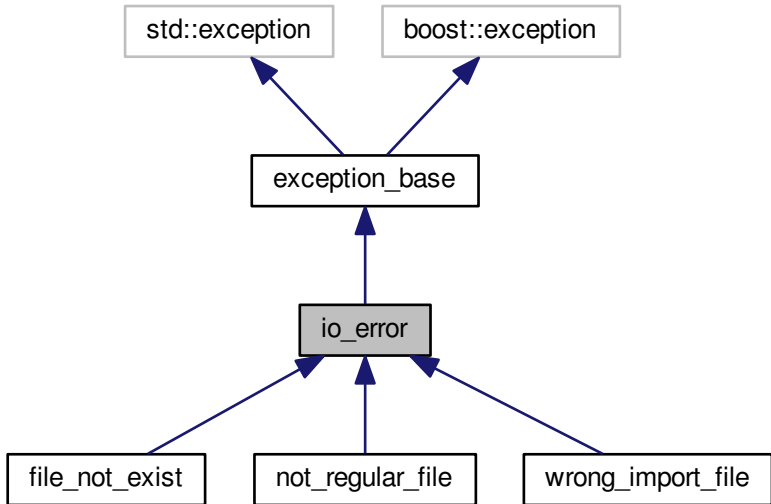 std::exception
boost::exception
exception_base
io_error
file_not_exist
not_regular_file
wrong_import_file